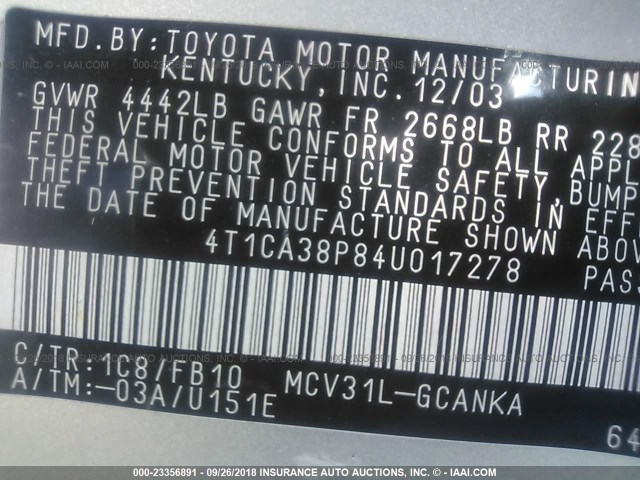 MFD. BY: TOYOTA MOTOR MANUFACTURIN
KENTUCKY, INC. 12/03
GVWR 4442LB GAWR FR 2668LB RR 228
THIS VEHICLE CONFORMS TO ALL APPL
FEDERAL MOTOR VEHICLE SAFETY, BUMP
THEFT PREVENTION STANDARDS IN EFF
THE DATE OF MANUFACTURE SHOWN ABOV
4T1CA38P84U017278 PASS
C/TR: 1C8/FB10 MCV31L-GCANKA
A/TM: -03A/U151E
64
00-23356891 - 09/26/2018 INSURANCE AUTO AUCTIONS - IAAI.COM